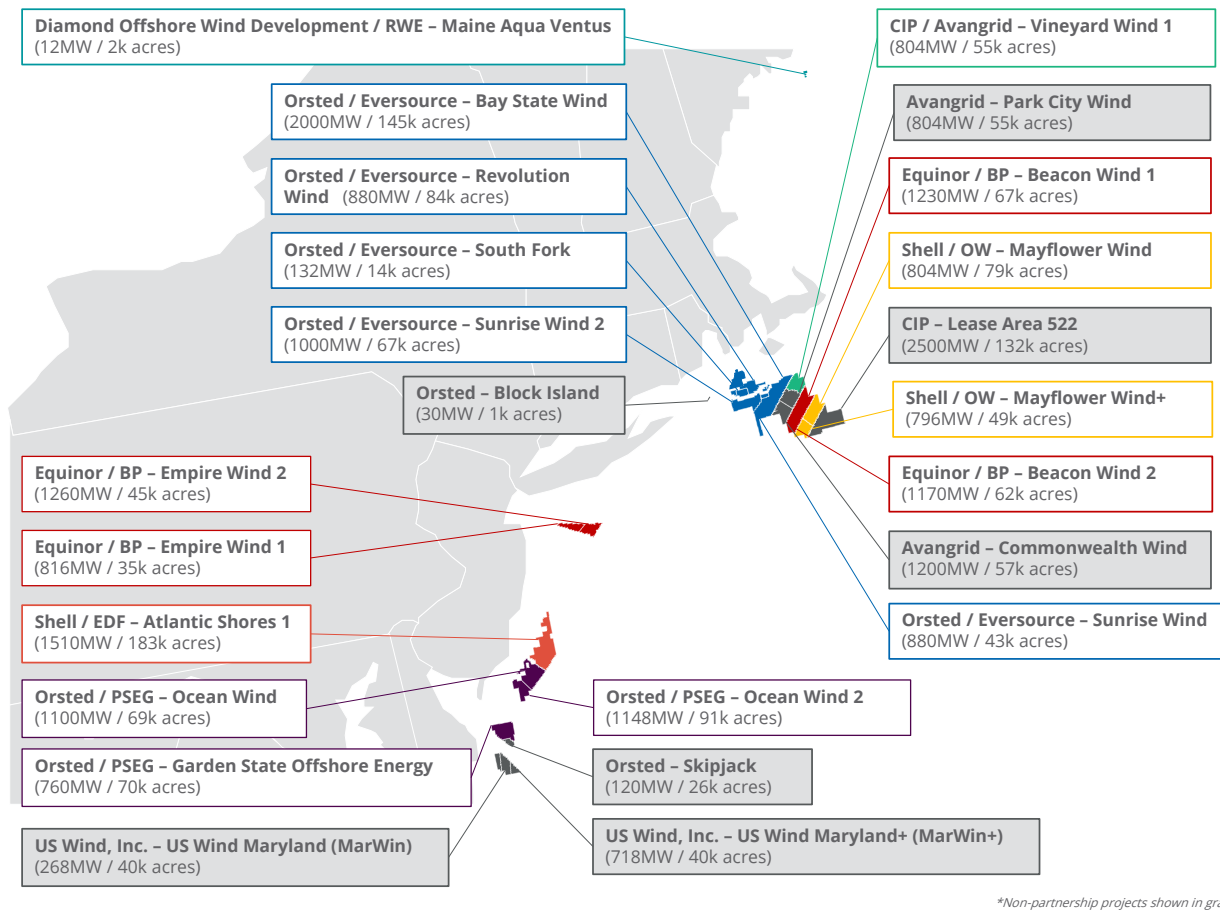 Diamond Offshore Wind Development / RWE – Maine Aqua Ventus
(12MW / 2k acres)
CIP / Avangrid – Vineyard Wind 1
(804MW / 55k acres)
Orsted / Eversource – Bay State Wind
(2000MW / 145k acres)
Avangrid – Park City Wind
(804MW / 55k acres)
Orsted / Eversource – Revolution
Wind (880MW / 84k acres)
Equinor / BP – Beacon Wind 1
(1230MW / 67k acres)
Orsted / Eversource – South Fork
(132MW / 14k acres)
Shell / OW – Mayflower Wind
(804MW / 79k acres)
Orsted / Eversource – Sunrise Wind 2
(1000MW / 67k acres)
CIP – Lease Area 522
(2500MW / 132k acres)
Orsted – Block Island
(30MW / 1k acres)
Shell / OW – Mayflower Wind+
(796MW / 49k acres)
Equinor / BP – Empire Wind 2
(1260MW / 45k acres)
Equinor / BP – Beacon Wind 2
(1170MW / 62k acres)
Equinor / BP – Empire Wind 1
(816MW / 35k acres)
Avangrid – Commonwealth Wind
(1200MW / 57k acres)
Shell / EDF – Atlantic Shores 1
(1510MW / 183k acres)
Orsted / Eversource – Sunrise Wind
(880MW / 43k acres)
Orsted / PSEG – Ocean Wind
(1100MW / 69k acres)
Orsted / PSEG – Ocean Wind 2
(1148MW / 91k acres)
Orsted / PSEG – Garden State Offshore Energy
(760MW / 70k acres)
Orsted – Skipjack
(120MW / 26k acres)
US Wind, Inc. – US Wind Maryland (MarWin)
(268MW / 40k acres)
US Wind, Inc. – US Wind Maryland+ (MarWin+)
(718MW / 40k acres)
*Non-partnership projects shown in gra